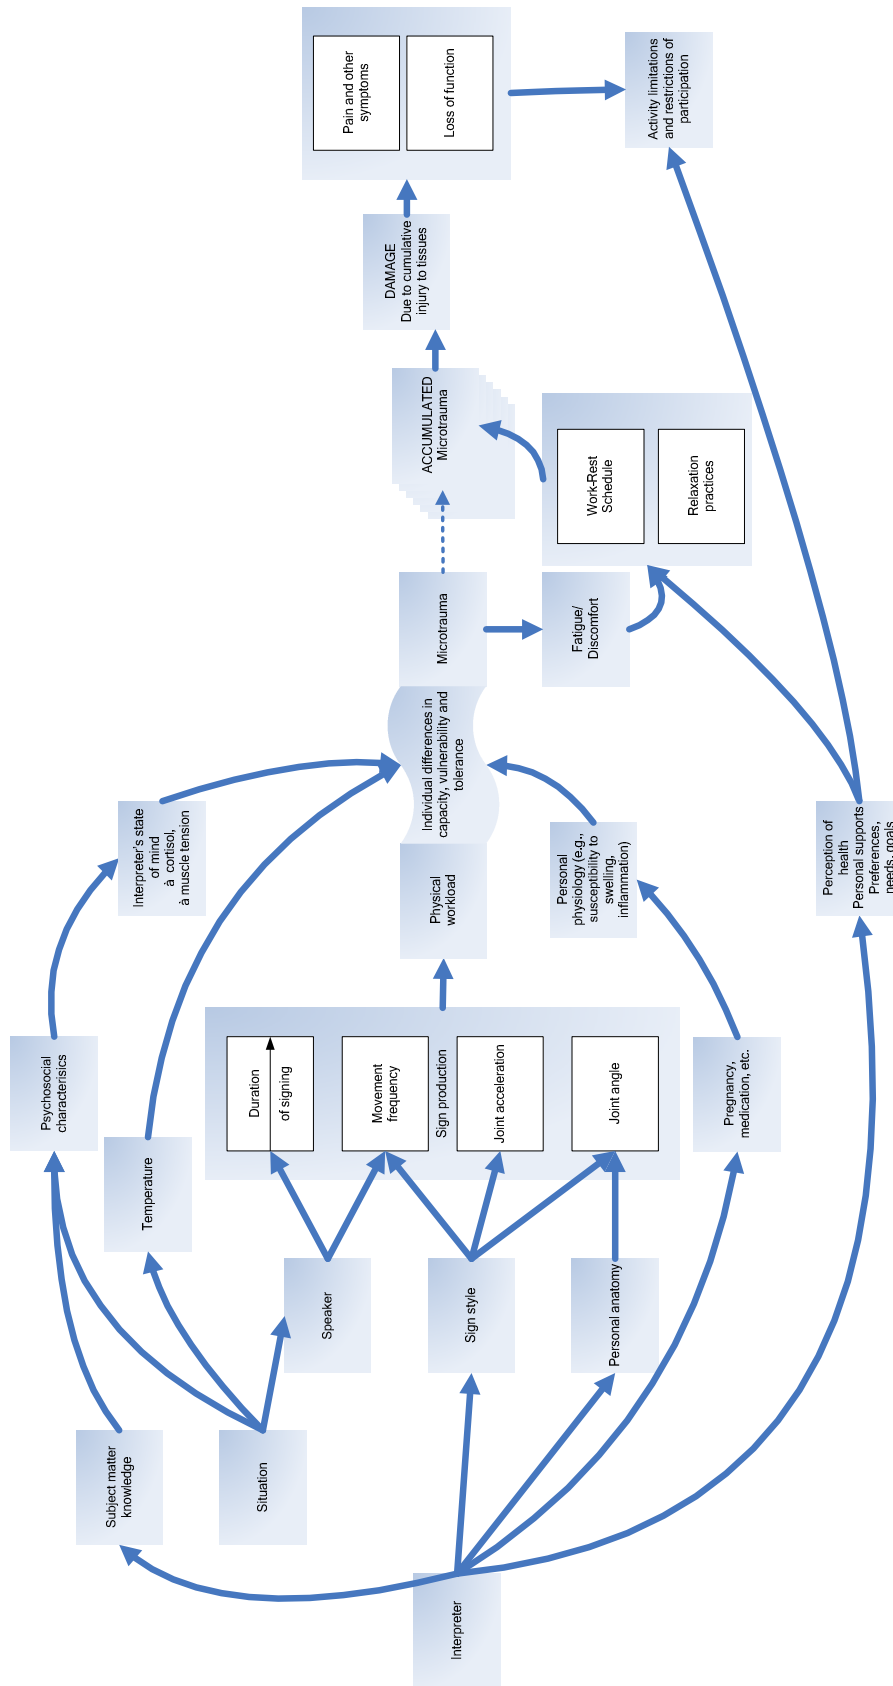 Interpreter
Subject matter
knowledge
Situation
Speaker
Sign style
Personal anatomy
Psychosocial
characterisics
Temperature
Duration
of signing
Movement
frequency
Sign production
Joint acceleration
Joint angle
Pregnancy,
medication, etc.
Interpreter's state
of mind
à cortisol,
à muscle tension
Physical
workload
Personal
physiology (e.g.,
susceptibility to
swelling,
inflammation)
Perception of
health
Personal supports
Preferences,
needs, goals
Individual differences in
capacity, vulnerability and
tolerance
Microtrauma
Fatigue/
Discomfort
ACCUMULATED
Microtrauma
Work-Rest
Schedule
Relaxation
practices
DAMAGE
Due to cumulative
injury to tissues
Pain and other
symptoms
Loss of function
Activity limitations
and restrictions of
participation